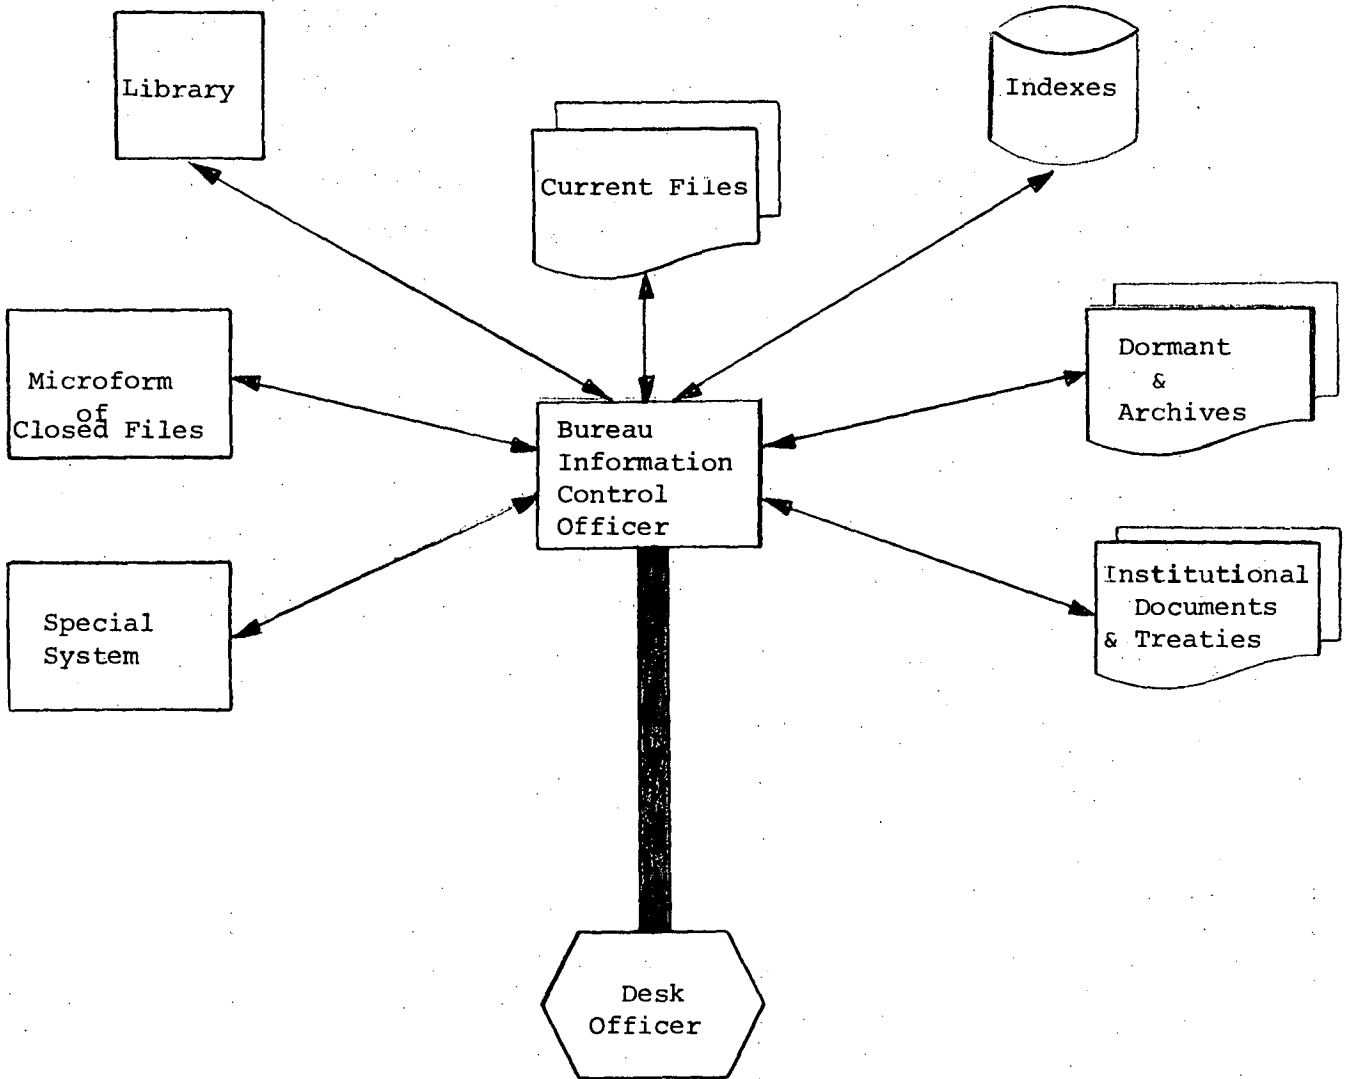 Library
Indexes
Current Files
Microform
of
Closed Files
Dormant
&
Archives
Bureau
Information
Control
Officer
Special
System
Institutional
Documents
& Treaties
Desk
Officer